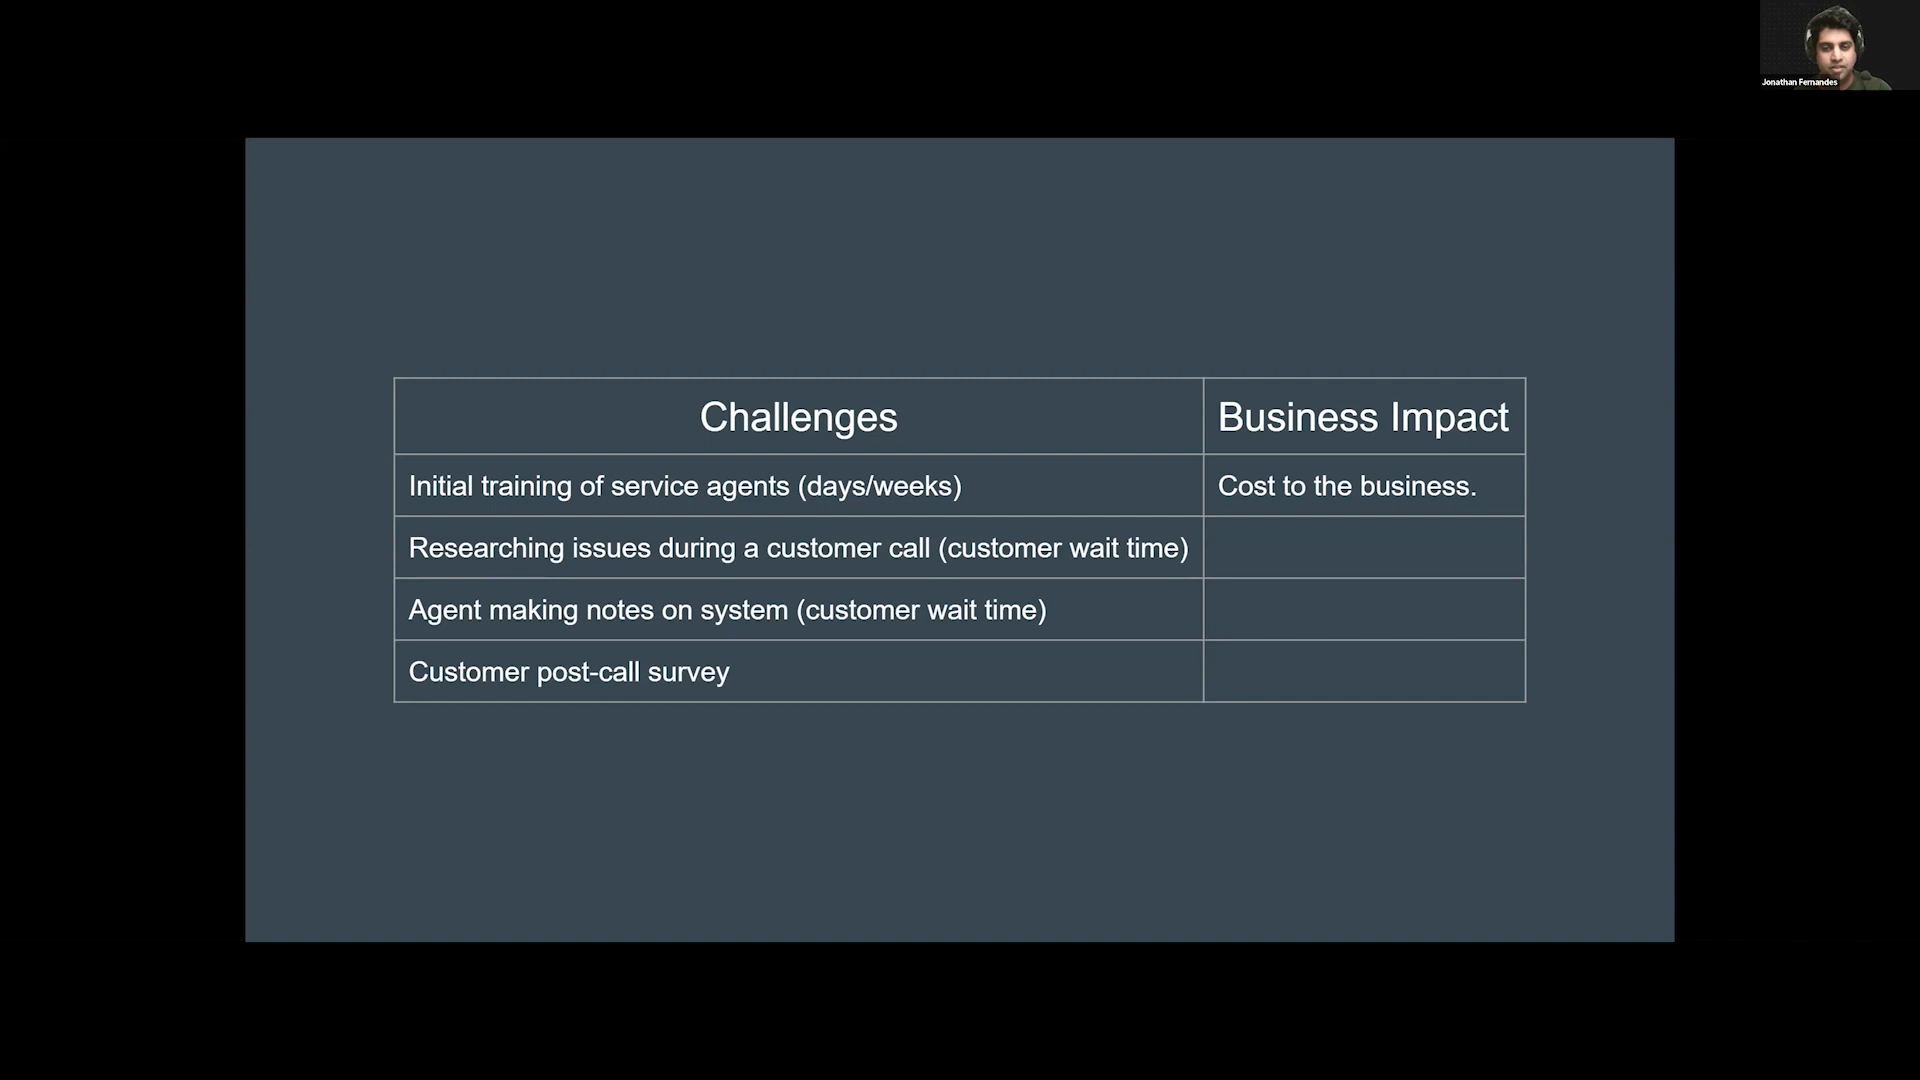 Jonathan Fernandes
Challenges
Business Impact
Initial training of service agents (days/weeks)
Cost to the business.
Researching issues during a customer call (customer wait time)
Agent making notes on system (customer wait time)
Customer post-call survey